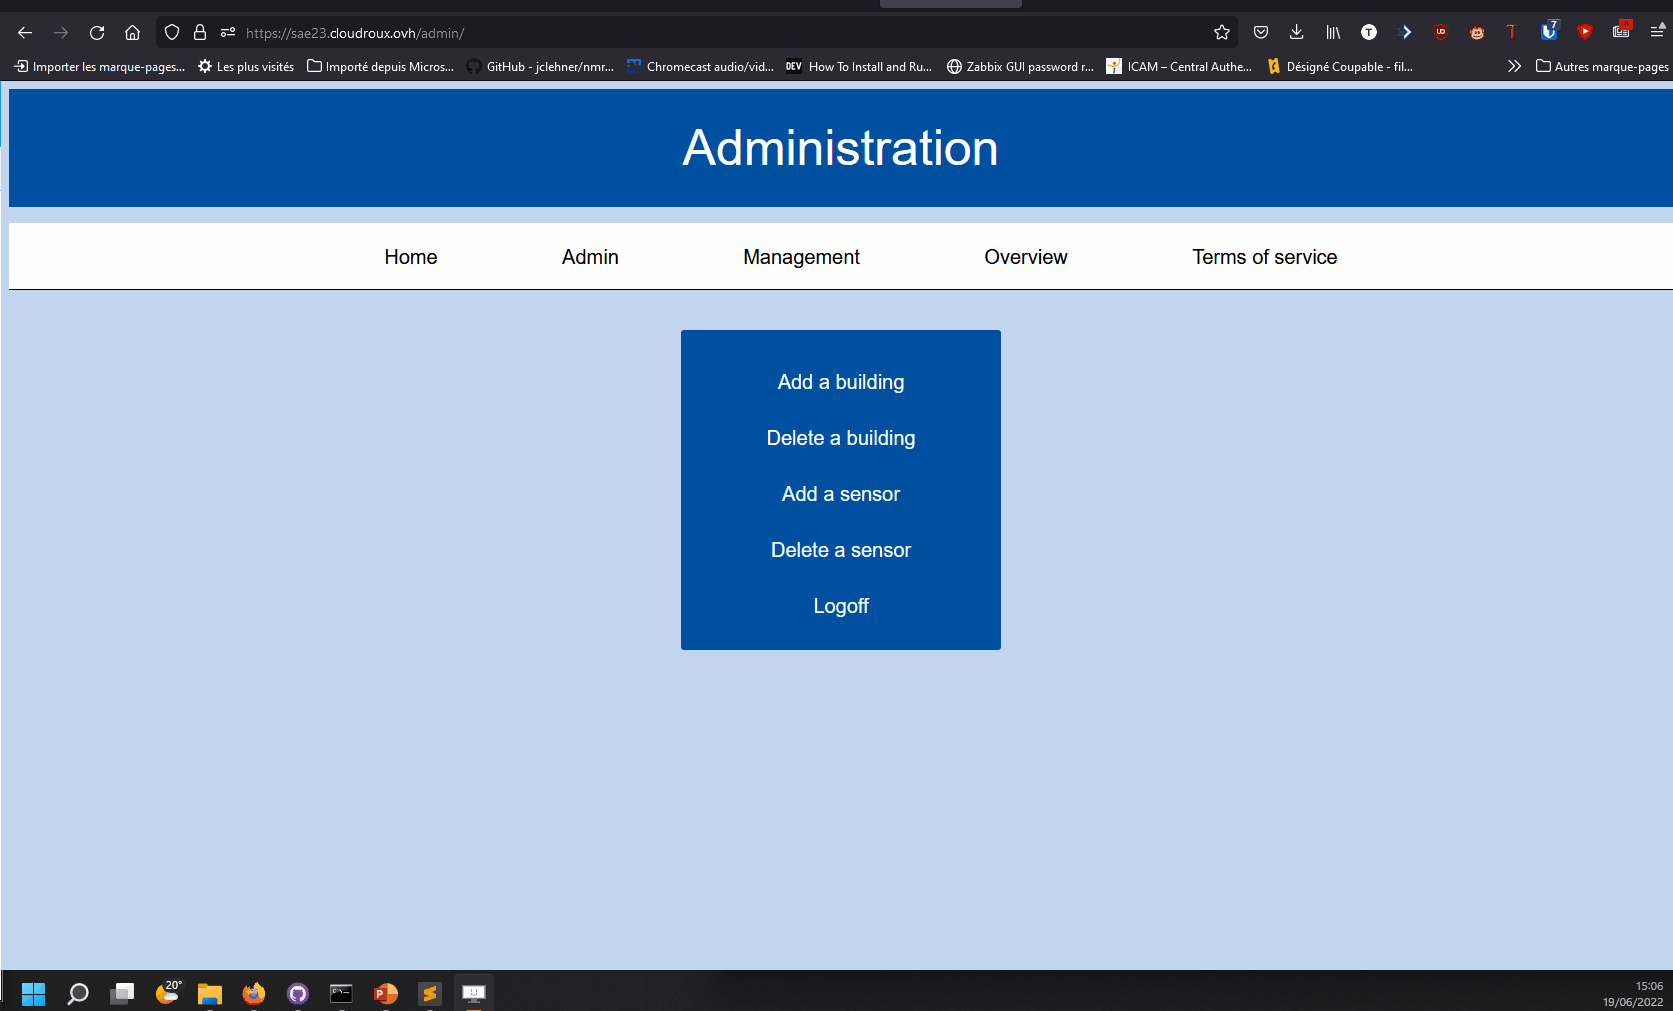 https://sae23.cloudroux.ovh/admin/
Importer les marque-pages... Les plus visités Importé depuis Micros... GitHub - jclehner/nmr... Chromecast audio/vid... DEV How To Install and Ru... Zabbix GUI password r... ICAM – Central Authe... Désigné Coupable - fil... Autres marque-pages
Administration
Home Admin Management Overview Terms of service
Add a building
Delete a building
Add a sensor
Delete a sensor
Logoff
20°
15:06
19/06/2022